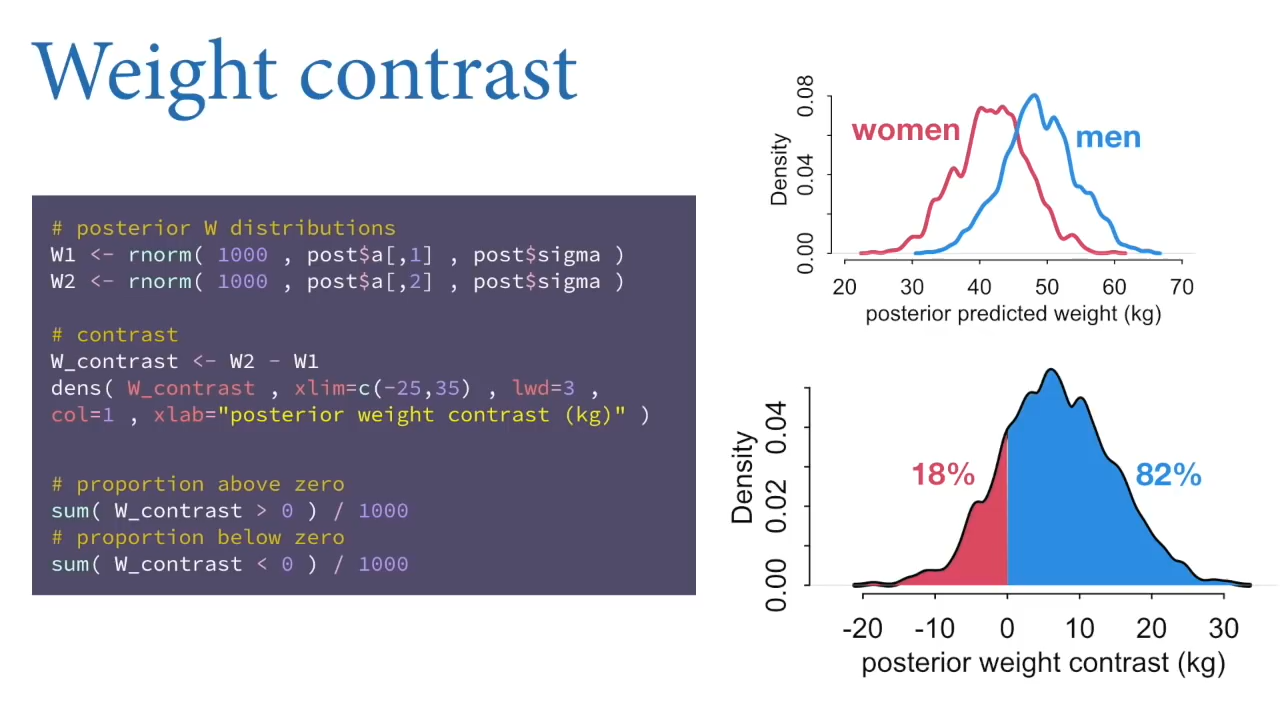 Weight contrast
# posterior W distributions
W1 <- rnorm( 1000 , post$a[,1] , post$sigma )
W2 <- rnorm( 1000 , post$a[,2] , post$sigma )
# contrast
W_contrast <- W2 - W1
dens( W_contrast , xlim=c(-25,35) , lwd=3 ,
col=1 , xlab="posterior weight contrast (kg)" )
# proportion above zero
sum( W_contrast > 0 ) / 1000
# proportion below zero
sum( W_contrast < 0 ) / 1000
women
men
Density
0.00 0.04 0.08
20 30 40 50 60 70
posterior predicted weight (kg)
18%
82%
Density
0.00 0.02 0.04
-20 -10 0 10 20 30
posterior weight contrast (kg)